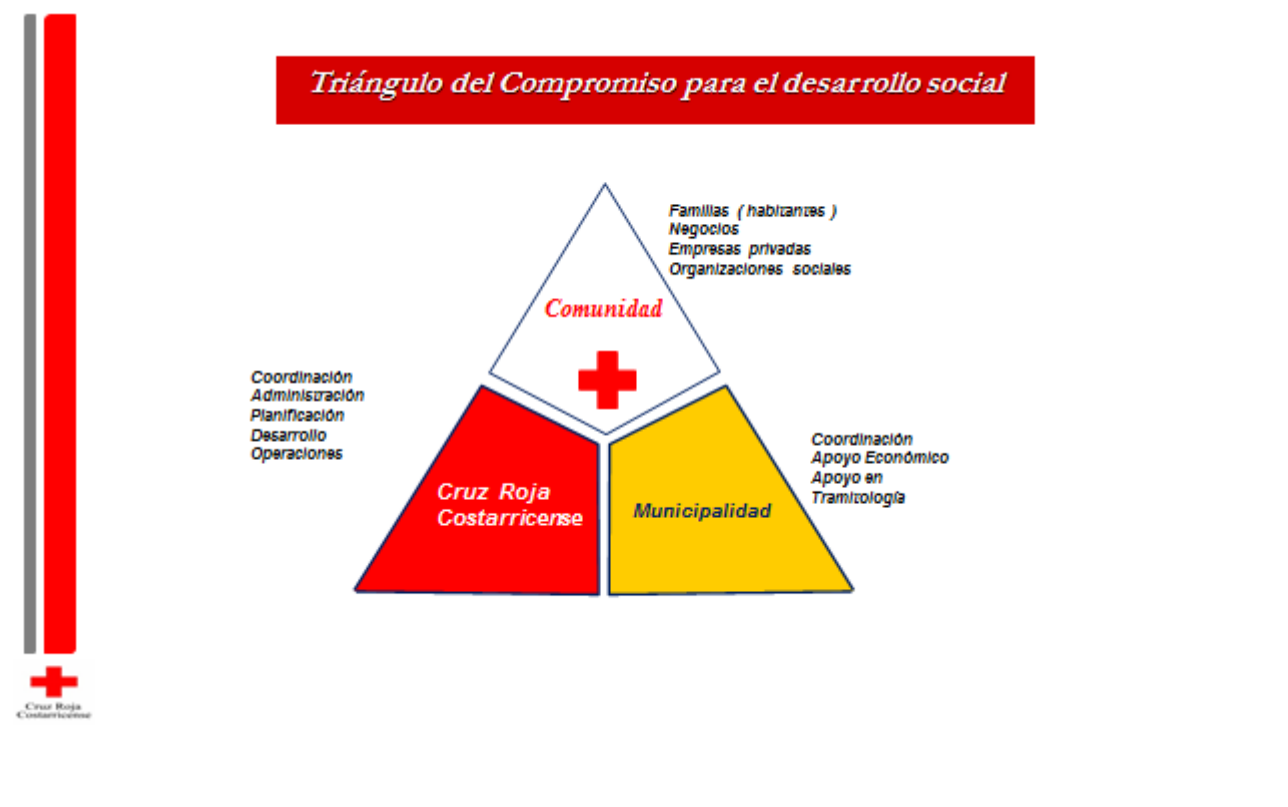 Triángulo del Compromiso para el desarrollo social
Familias ( habitantes )
Negocios
Empresas privadas
Organizaciones sociales
Comunidad
Coordinación
Administración
Planificación
Desarrollo
Operaciones
Cruz Roja
Costarricense
Municipalidad
Coordinación
Apoyo Económico
Apoyo en
Tramitología
Cruz Roja
Costarricense